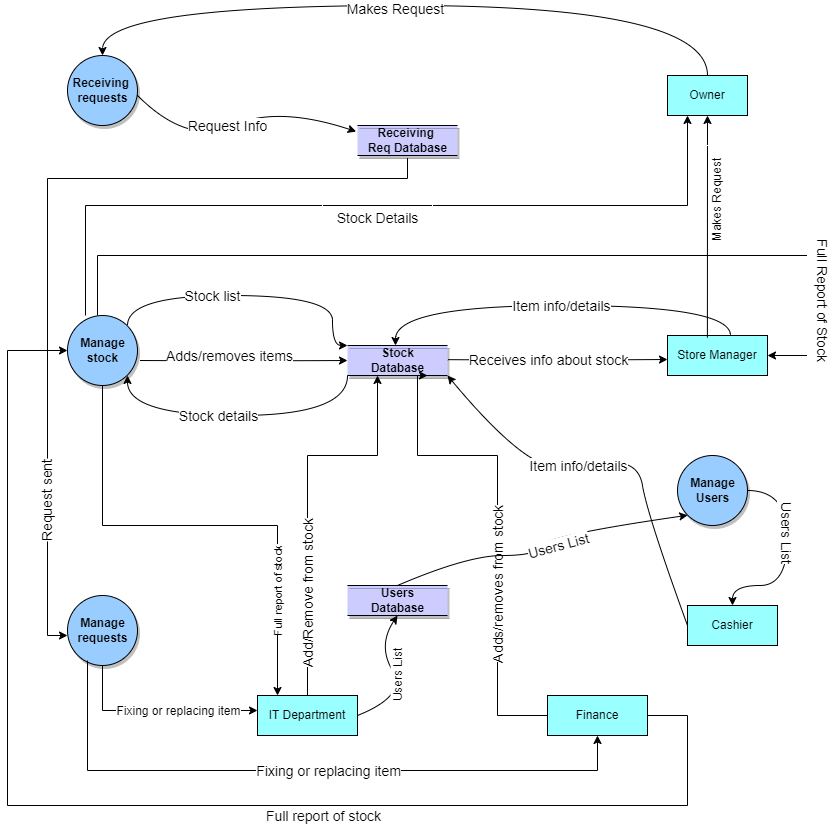 Makes Request
Receiving
requests
Owner
Request Info
Receiving
Req Database
Makes Request
Stock Details
Full Report of Stock
Stock list
Item info/details
Manage
stock
Adds/removes items
Stock
Database
Receives info about stock
Store Manager
Stock details
Request sent
Item info/details
Manage
Users
Users List
Full report of stock
Add/Remove from stock
Adds/removes from stock
Users List
Users
Database
Manage
requests
Cashier
Users List
Fixing or replacing item
IT Department
Finance
Fixing or replacing item
Full report of stock